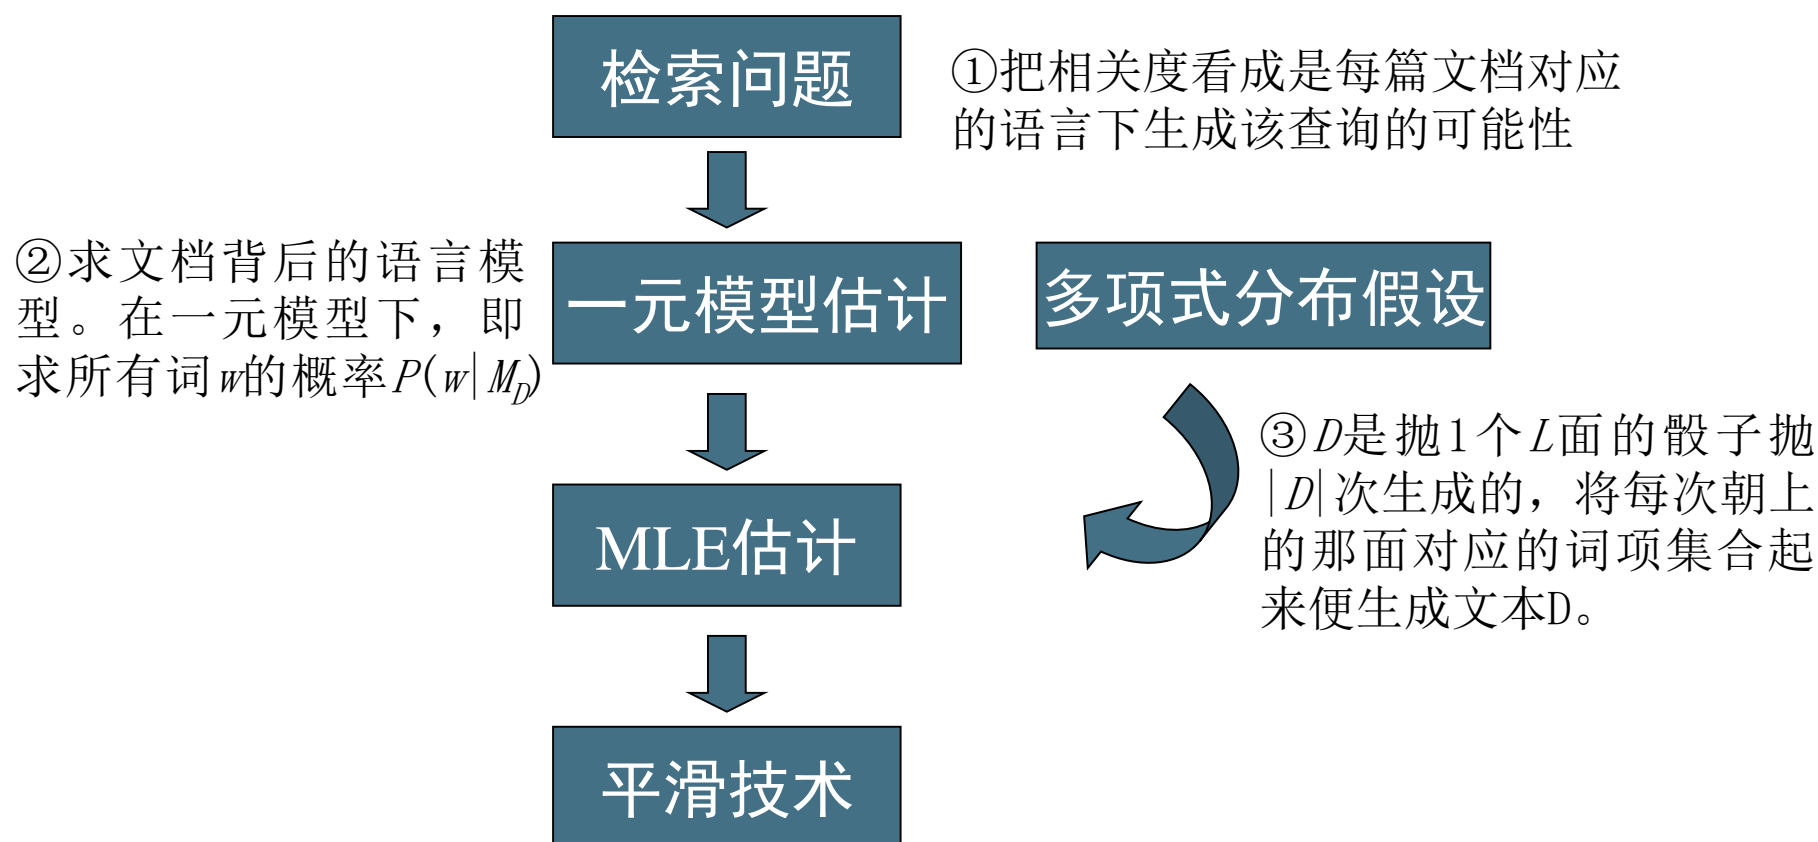 检索问题
①把相关度看成是每篇文档对应
的语言下生成该查询的可能性
②求文档背后的语言模
型。在一元模型下，即
求所有词w的概率P(w|M_D)
一元模型估计
多项式分布假设
③D是抛1个L面的骰子抛
|D|次生成的，将每次朝上
的那面对应的词项集合起
来便生成文本D。
MLE估计
平滑技术